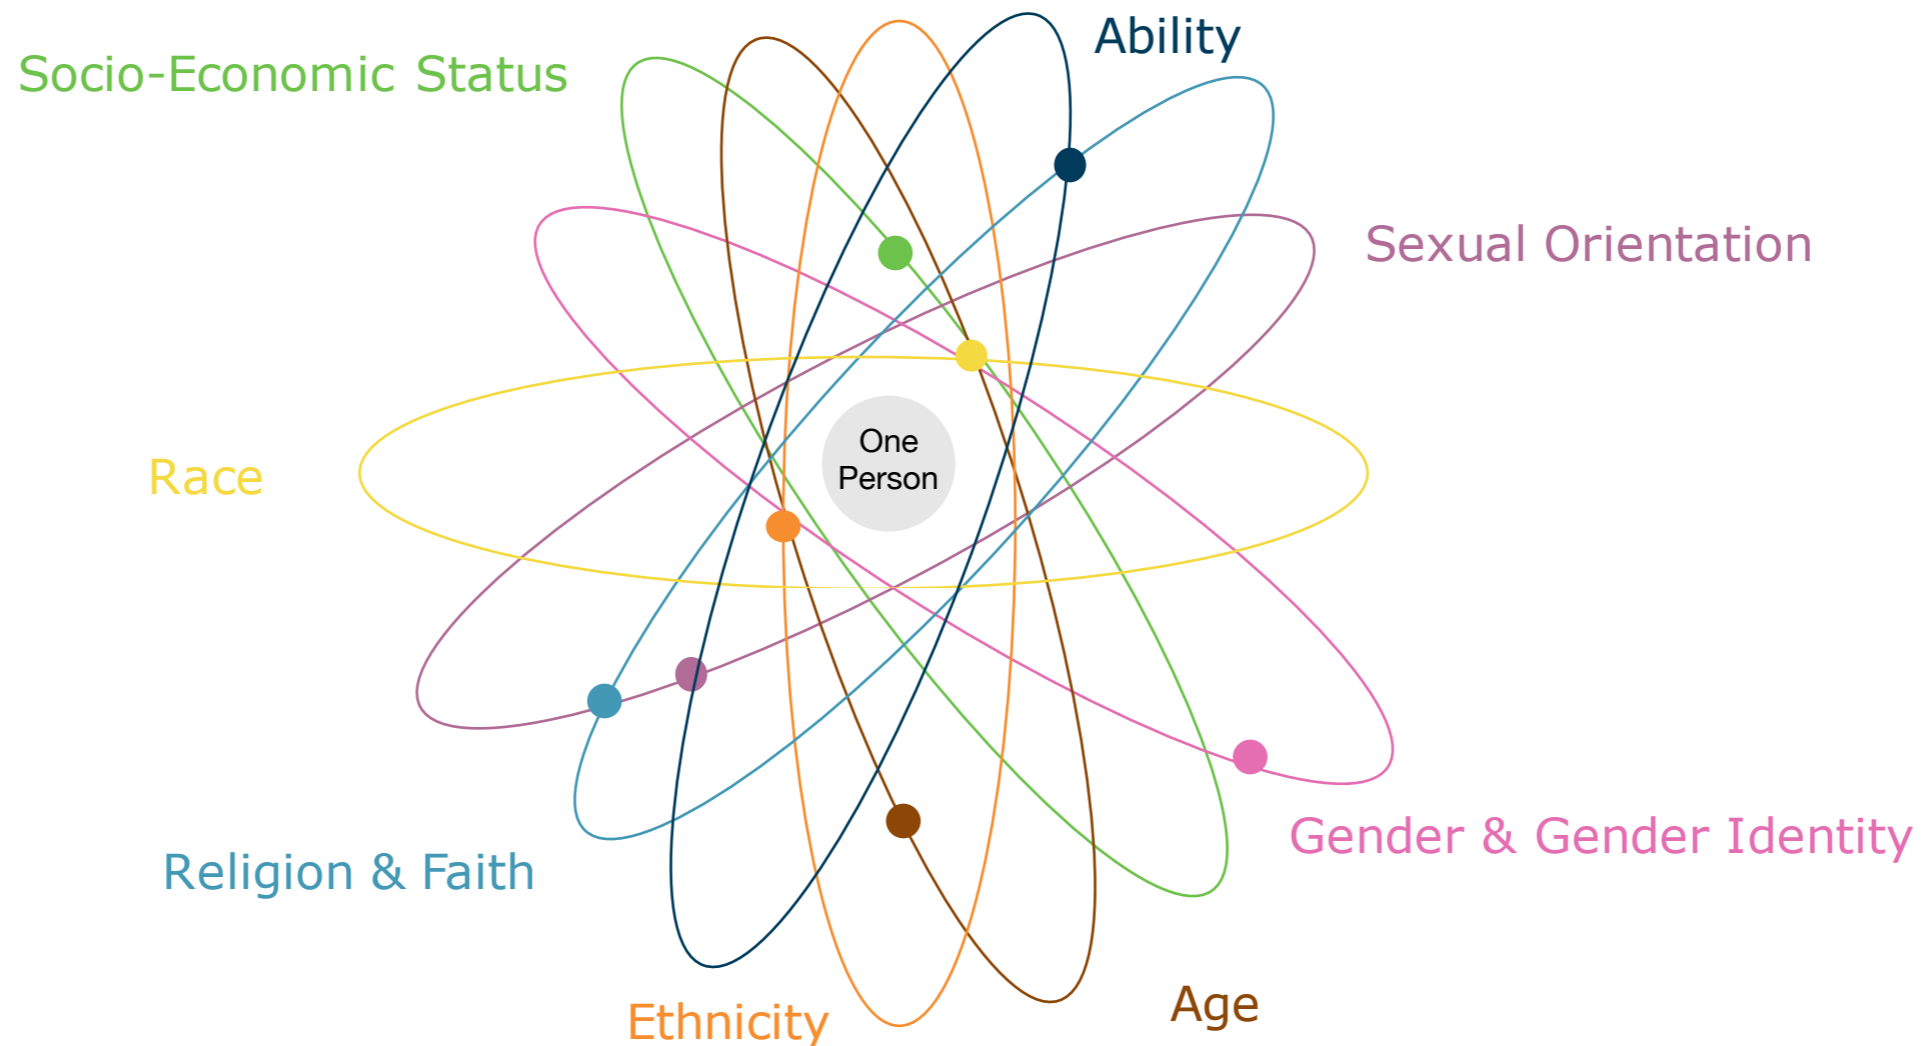 Ability
Socio-Economic Status
Sexual Orientation
One
Person
Race
Gender & Gender Identity
Religion & Faith
Age
Ethnicity